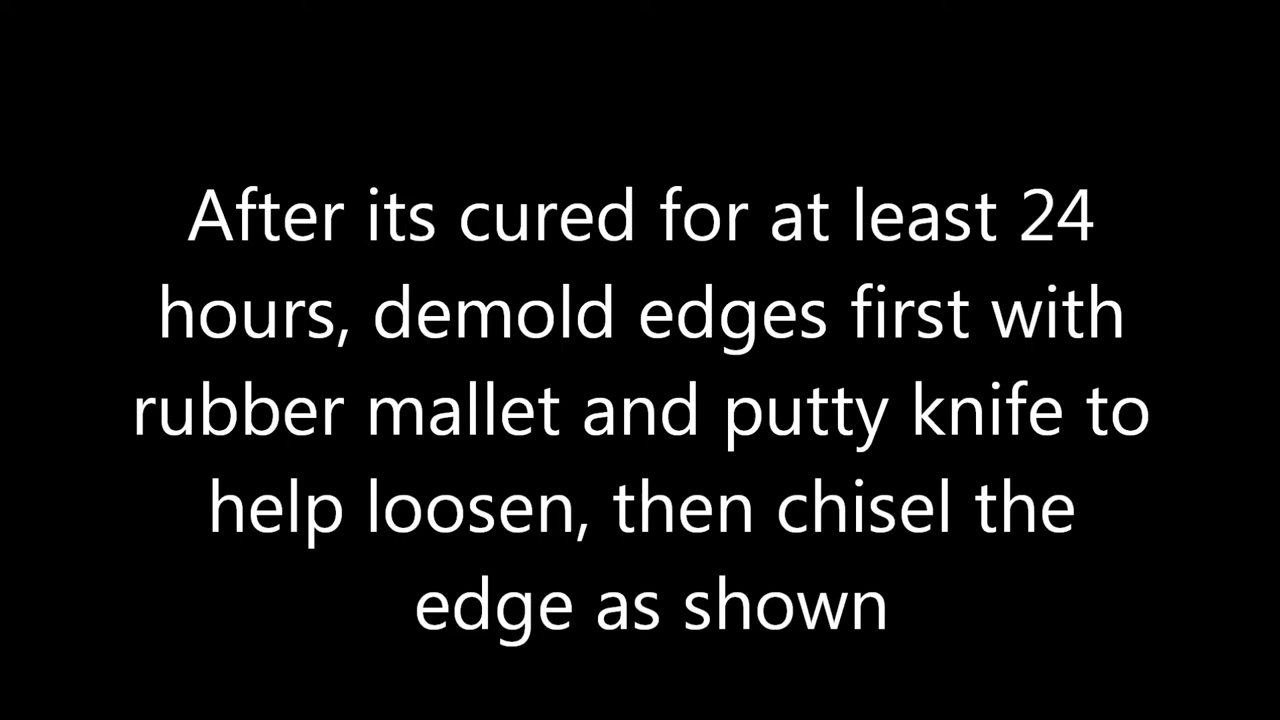 After its cured for at least 24
hours, demold edges first with
rubber mallet and putty knife to
help loosen, then chisel the
edge as shown